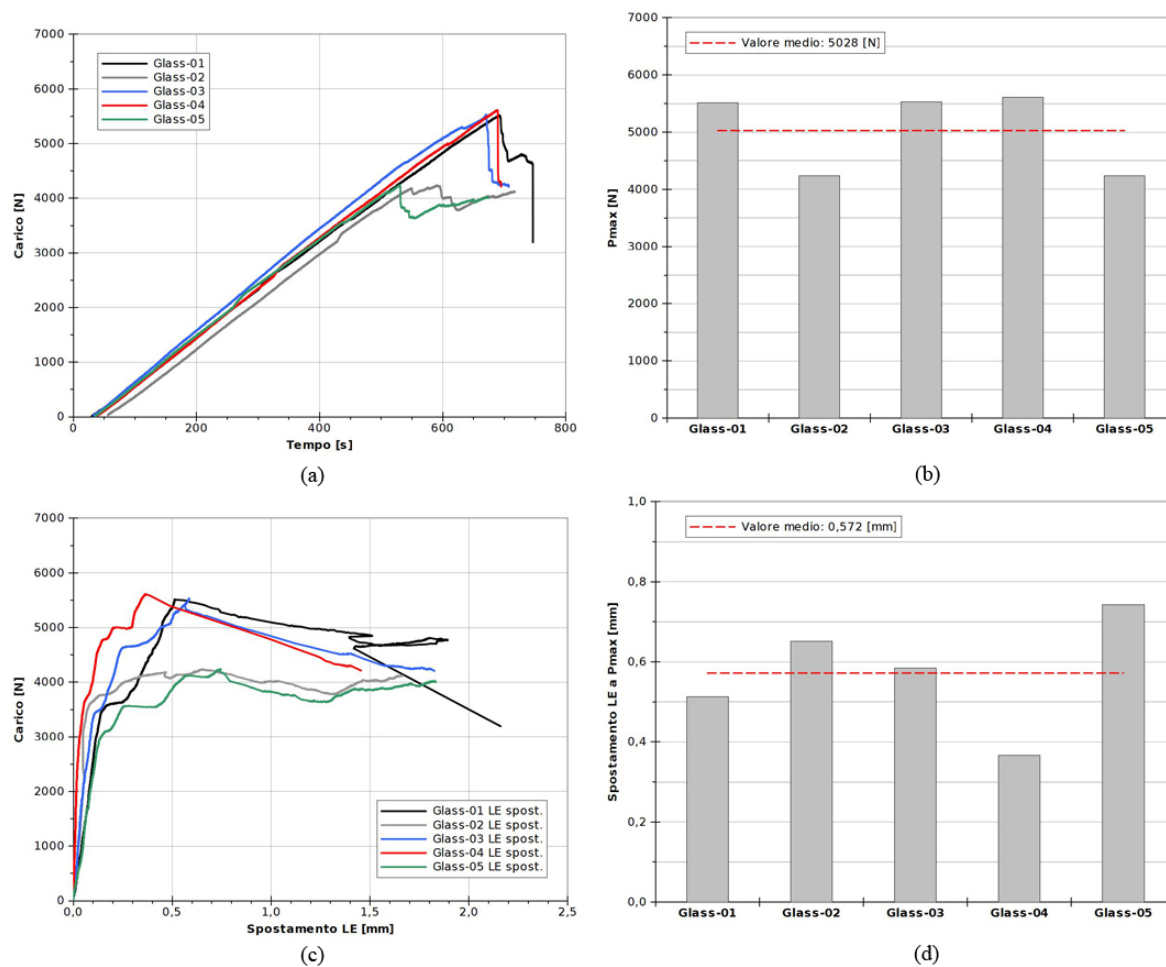 7000
6000
5000
4000
3000
2000
1000
0
Carico [N]
Glass-01
Glass-02
Glass-03
Glass-04
Glass-05
0 200 400 600 800
Tempo [s]
(a)
7000
6000
5000
4000
3000
2000
1000
0
Pmax [N]
Valore medio: 5028 [N]
Glass-01 Glass-02 Glass-03 Glass-04 Glass-05
(b)
7000
6000
5000
4000
3000
2000
1000
0
Carico [N]
Glass-01 LE spost.
Glass-02 LE spost.
Glass-03 LE spost.
Glass-04 LE spost.
Glass-05 LE spost.
0,0 0,5 1,0 1,5 2,0 2,5
Spostamento LE [mm]
(c)
1,0
0,8
0,6
0,4
0,2
0,0
Spostamento LE a Pmax [mm]
Valore medio: 0,572 [mm]
Glass-01 Glass-02 Glass-03 Glass-04 Glass-05
(d)